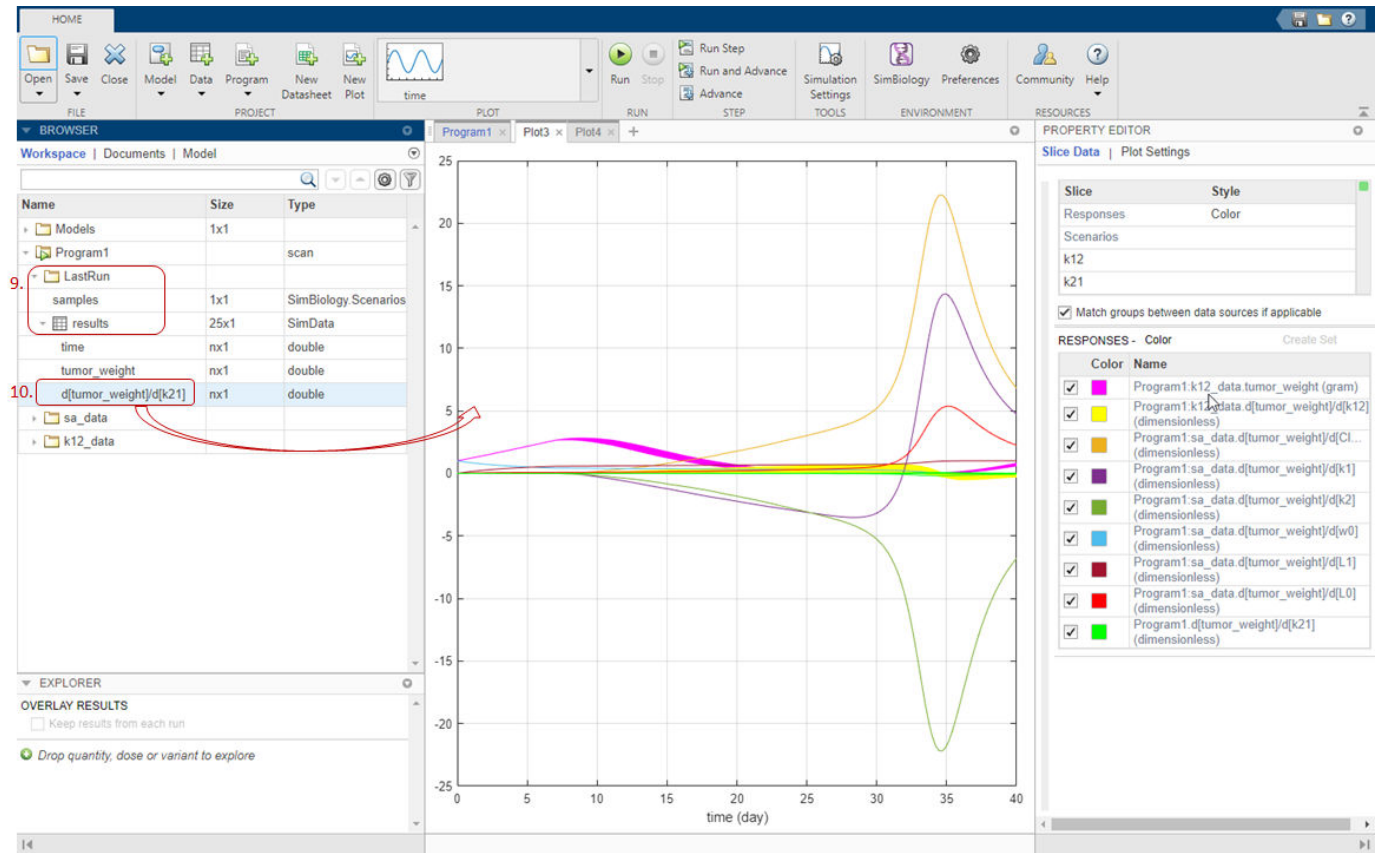 HOME
Open
Save
Close
Model
Data
Program
New Datasheet
New Plot
time
Run
Stop
Run Step
Run and Advance
Advance
Simulation Settings
SimBiology
Preferences
Community
Help
FILE
PROJECT
PLOT
RUN
STEP
TOOLS
ENVIRONMENT
RESOURCES
BROWSER
Workspace | Documents | Model
Name Size Type
Models 1x1
Program1 scan
9.
LastRun
samples 1x1 SimBiology.Scenarios
results 25x1 SimData
time nx1 double
tumor_weight nx1 double
10.
d[tumor_weight]/d[k21] nx1 double
sa_data
k12_data
EXPLORER
OVERLAY RESULTS
Keep results from each run
Drop quantity, dose or variant to explore
Program1 × Plot3 × Plot4 × +
25
20
15
10
5
0
-5
-10
-15
-20
-25
0 5 10 15 20 25 30 35 40
time (day)
PROPERTY EDITOR
Slice Data | Plot Settings
Slice Style
Responses Color
Scenarios
k12
k21
Match groups between data sources if applicable
RESPONSES - Color Create Set
Color Name
Program1:k12_data.tumor_weight (gram)
Program1:k12_data.d[tumor_weight]/d[k12]
(dimensionless)
Program1:sa_data.d[tumor_weight]/d[Cl...
(dimensionless)
Program1:sa_data.d[tumor_weight]/d[k1]
(dimensionless)
Program1:sa_data.d[tumor_weight]/d[k2]
(dimensionless)
Program1:sa_data.d[tumor_weight]/d[w0]
(dimensionless)
Program1:sa_data.d[tumor_weight]/d[L1]
(dimensionless)
Program1:sa_data.d[tumor_weight]/d[L0]
(dimensionless)
Program1.d[tumor_weight]/d[k21]
(dimensionless)